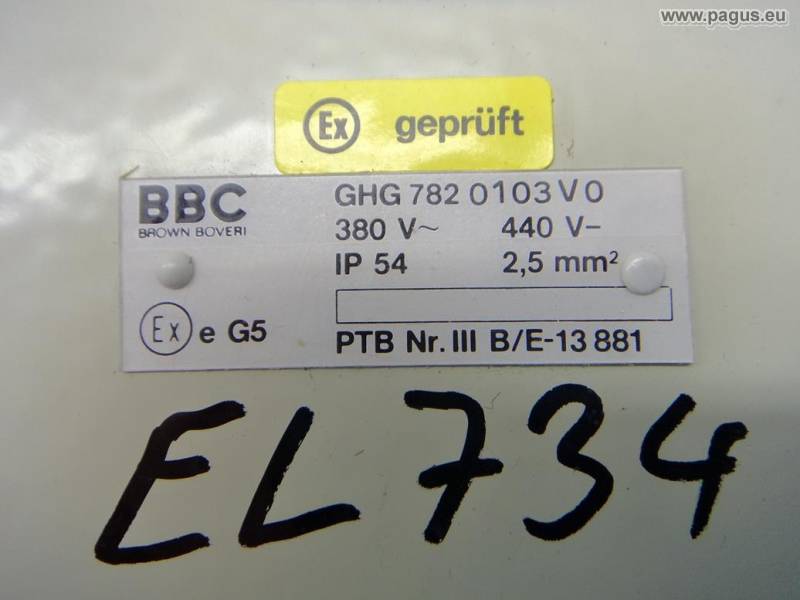 www.pagus.eu
Ex geprüft
BBC
BROWN BOVERI
GHG 782 0103 V 0
380 V~ 440 V-
IP 54 2,5 mm²
Ex e G5
PTB Nr. III B/E-13 881
EL734